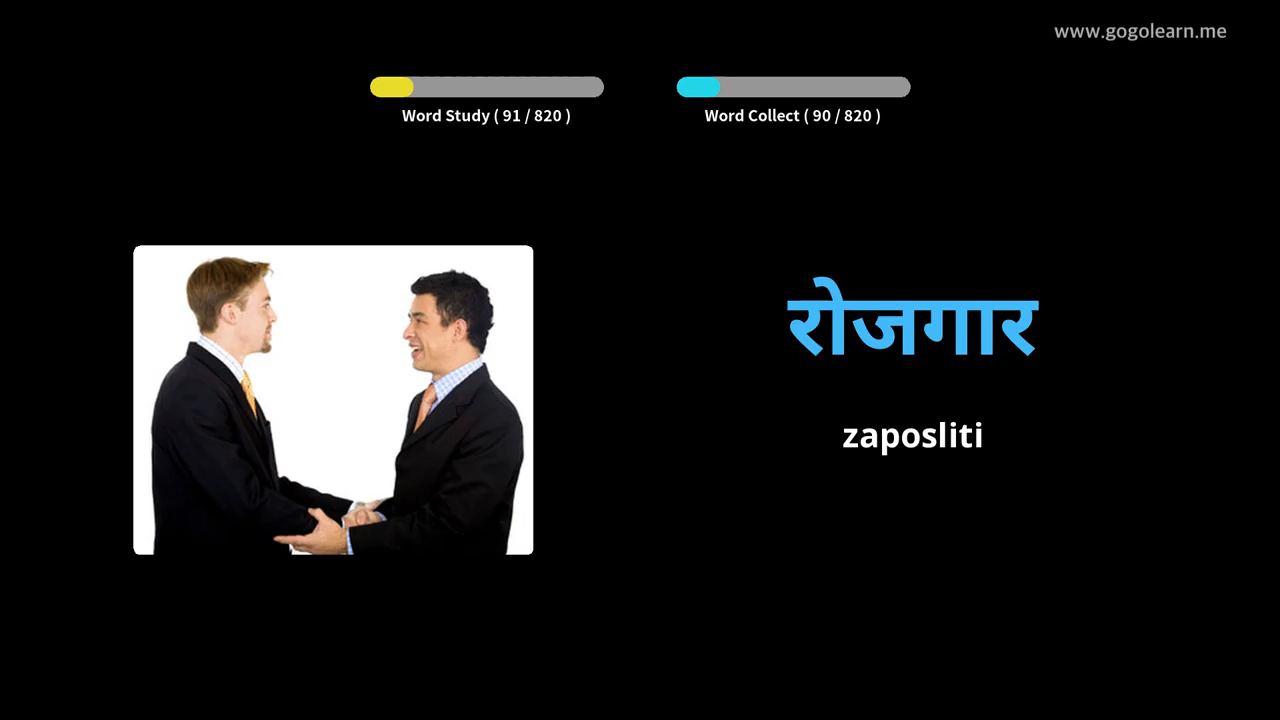 www.gogolearn.me
Word Study ( 91 / 820 )
Word Collect ( 90 / 820 )
रोजगार
zaposliti